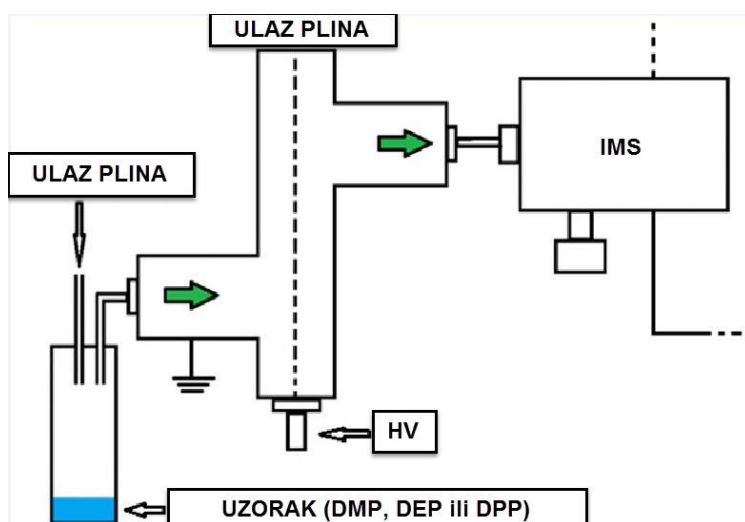 ULAZ PLINA
ULAZ PLINA
IMS
HV
UZORAK (DMP, DEP ili DPP)